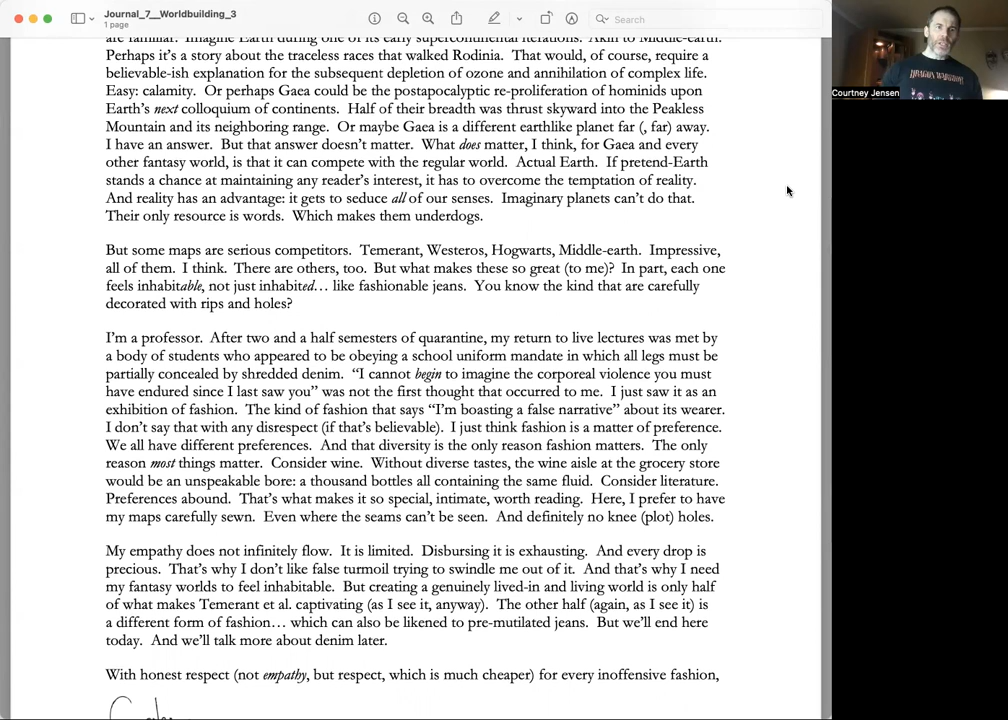 Journal_7__Worldbuilding_3
1 page
Search
Courtney Jensen
are familiar. Imagine Earth during one of its early supercontinental iterations. Akin to Middle-earth.
Perhaps it's a story about the traceless races that walked Rodinia. That would, of course, require a
believable-ish explanation for the subsequent depletion of ozone and annihilation of complex life.
Easy: calamity. Or perhaps Gaea could be the postapocalyptic re-proliferation of hominids upon
Earth's next colloquium of continents. Half of their breadth was thrust skyward into the Peakless
Mountain and its neighboring range. Or maybe Gaea is a different earthlike planet far (, far) away.
I have an answer. But that answer doesn't matter. What does matter, I think, for Gaea and every
other fantasy world, is that it can compete with the regular world. Actual Earth. If pretend-Earth
stands a chance at maintaining any reader's interest, it has to overcome the temptation of reality.
And reality has an advantage: it gets to seduce all of our senses. Imaginary planets can't do that.
Their only resource is words. Which makes them underdogs.
But some maps are serious competitors. Temerant, Westeros, Hogwarts, Middle-earth. Impressive,
all of them. I think. There are others, too. But what makes these so great (to me)? In part, each one
feels inhabitable, not just inhabited… like fashionable jeans. You know the kind that are carefully
decorated with rips and holes?
I'm a professor. After two and a half semesters of quarantine, my return to live lectures was met by
a body of students who appeared to be obeying a school uniform mandate in which all legs must be
partially concealed by shredded denim. "I cannot begin to imagine the corporeal violence you must
have endured since I last saw you" was not the first thought that occurred to me. I just saw it as an
exhibition of fashion. The kind of fashion that says "I'm boasting a false narrative" about its wearer.
I don't say that with any disrespect (if that's believable). I just think fashion is a matter of preference.
We all have different preferences. And that diversity is the only reason fashion matters. The only
reason most things matter. Consider wine. Without diverse tastes, the wine aisle at the grocery store
would be an unspeakable bore: a thousand bottles all containing the same fluid. Consider literature.
Preferences abound. That's what makes it so special, intimate, worth reading. Here, I prefer to have
my maps carefully sewn. Even where the seams can't be seen. And definitely no knee (plot) holes.
My empathy does not infinitely flow. It is limited. Disbursing it is exhausting. And every drop is
precious. That's why I don't like false turmoil trying to swindle me out of it. And that's why I need
my fantasy worlds to feel inhabitable. But creating a genuinely lived-in and living world is only half
of what makes Temerant et al. captivating (as I see it, anyway). The other half (again, as I see it) is
a different form of fashion… which can also be likened to pre-mutilated jeans. But we'll end here
today. And we'll talk more about denim later.
With honest respect (not empathy, but respect, which is much cheaper) for every inoffensive fashion,